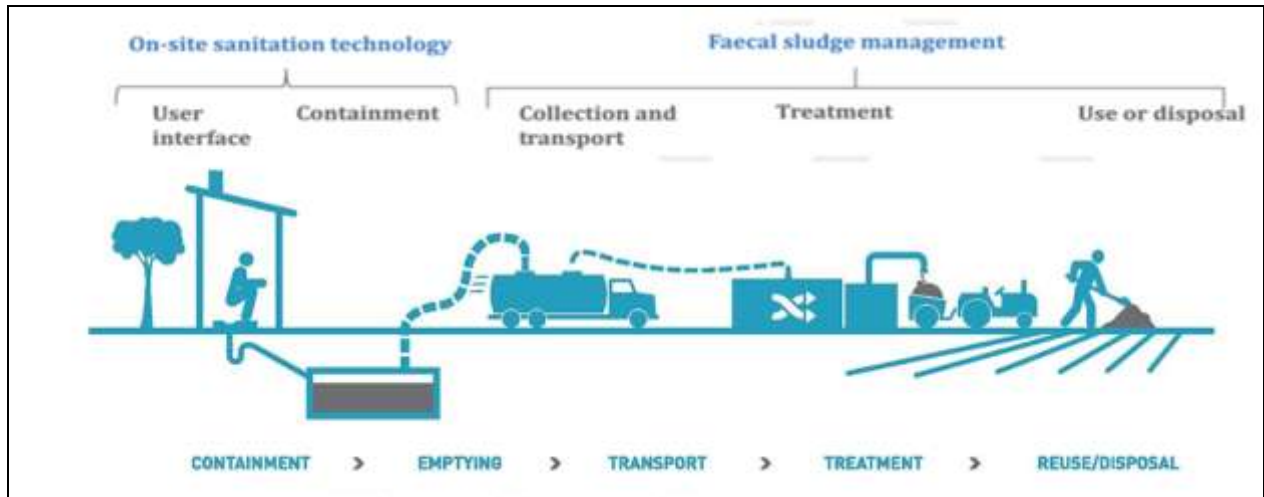 On-site sanitation technology
Faecal sludge management
User interface
Containment
Collection and transport
Treatment
Use or disposal
CONTAINMENT > EMPTYING > TRANSPORT > TREATMENT > REUSE/DISPOSAL